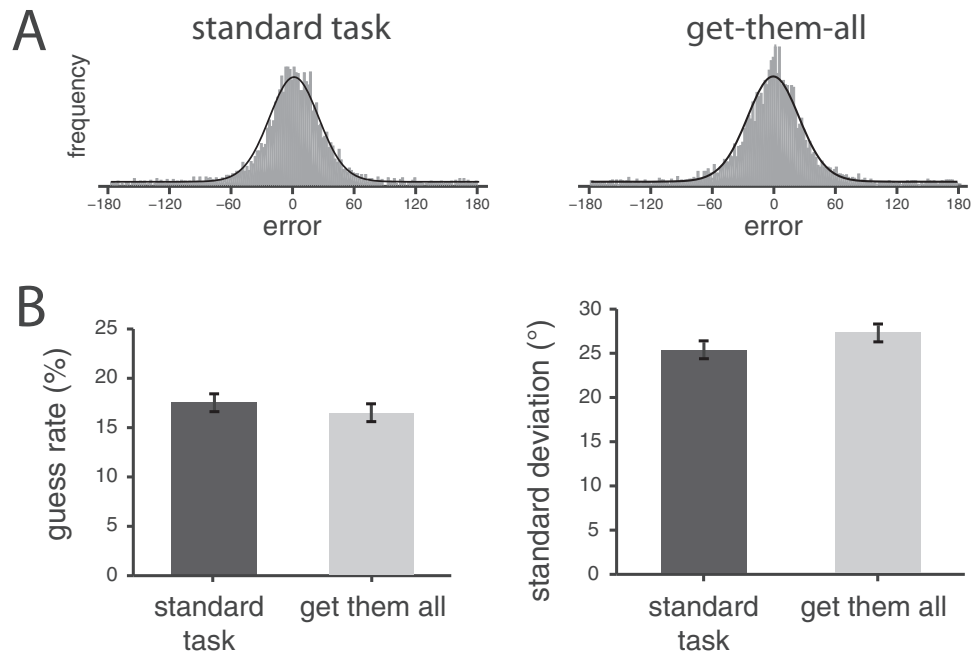 A
standard task
get-them-all
frequency
−180 −120 −60 0 60 120 180
error
−180 −120 −60 0 60 120 180
error
B
guess rate (%)
25
20
15
10
5
0
standard
task
get them all
standard deviation (°)
30
25
20
15
10
5
0
standard
task
get them all